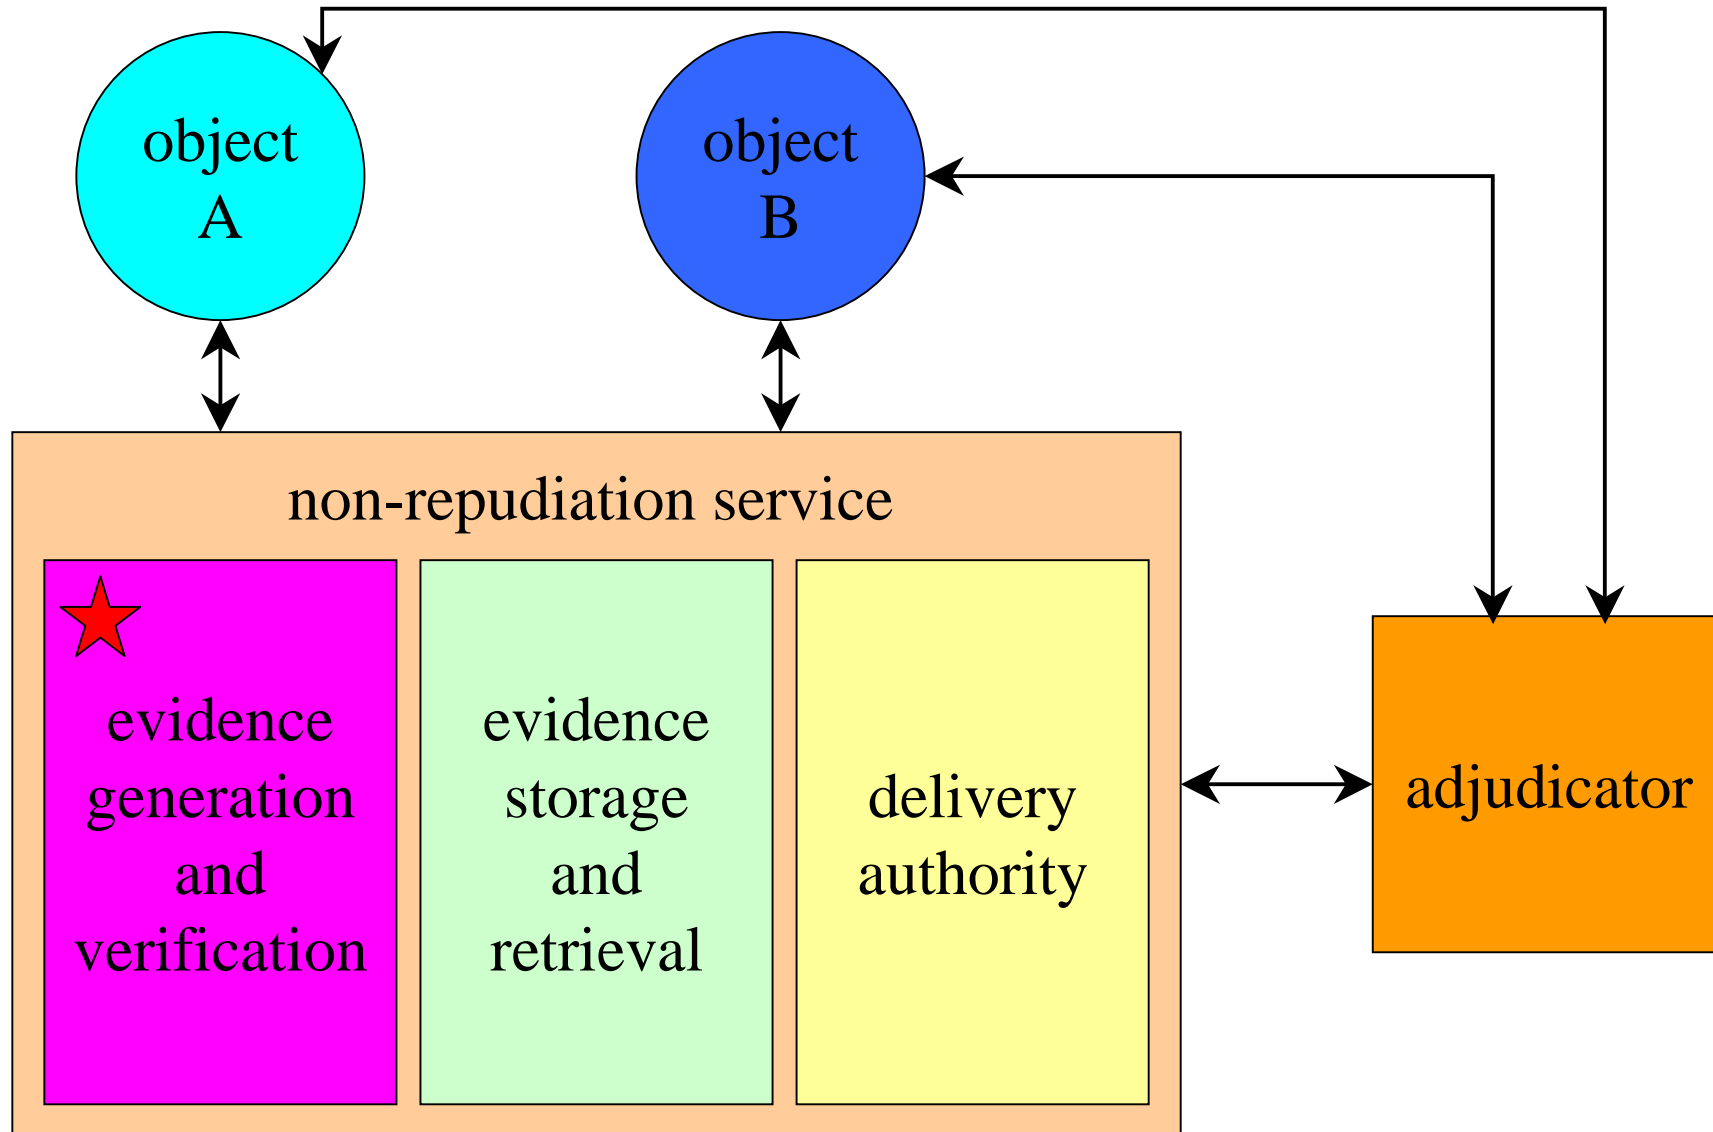 object
A
object
B
non-repudiation service
evidence
generation
and
verification
evidence
storage
and
retrieval
delivery
authority
adjudicator